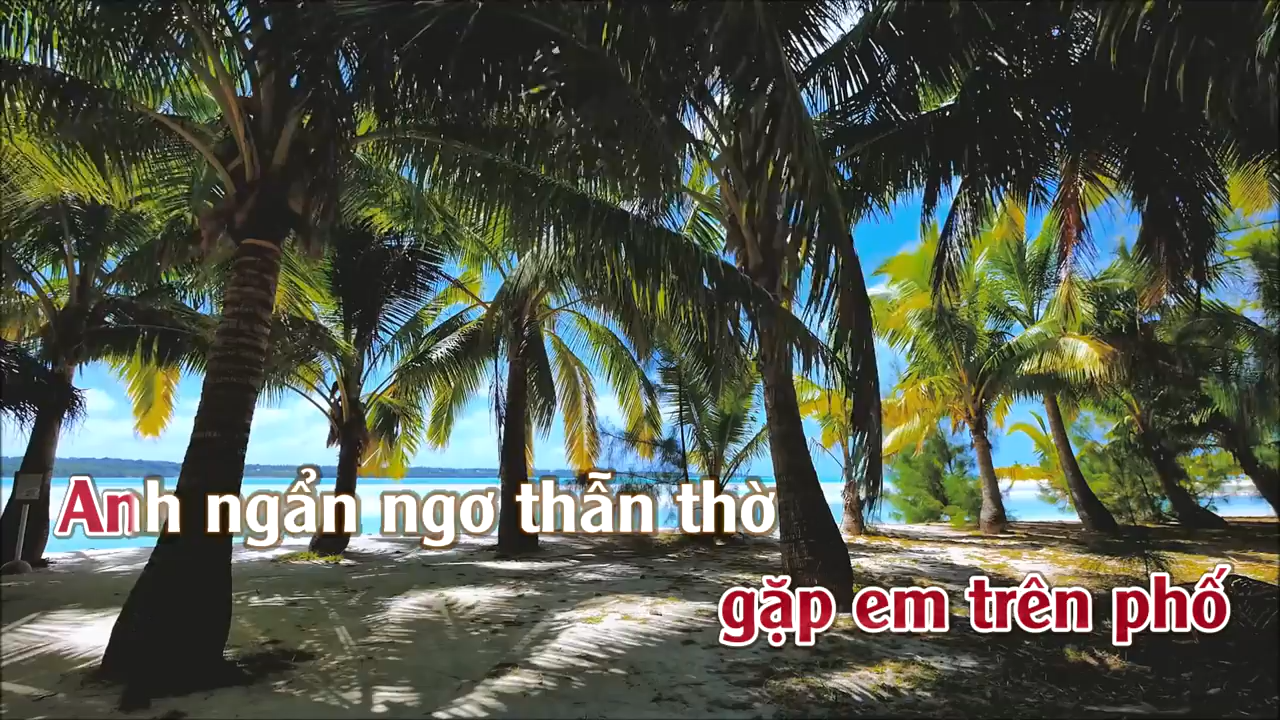 Anh ngẩn ngơ thẫn thờ
gặp em trên phố